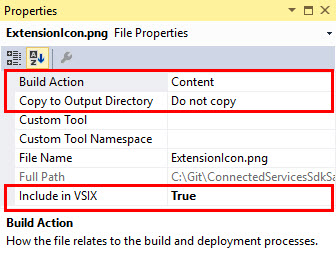 Properties
ExtensionIcon.png File Properties
Build Action Content
Copy to Output Directory Do not copy
Custom Tool
Custom Tool Namespace
File Name ExtensionIcon.png
Full Path C:\Git\ConnectedServicesSdkSa
Include in VSIX True
Build Action
How the file relates to the build and deployment processes.